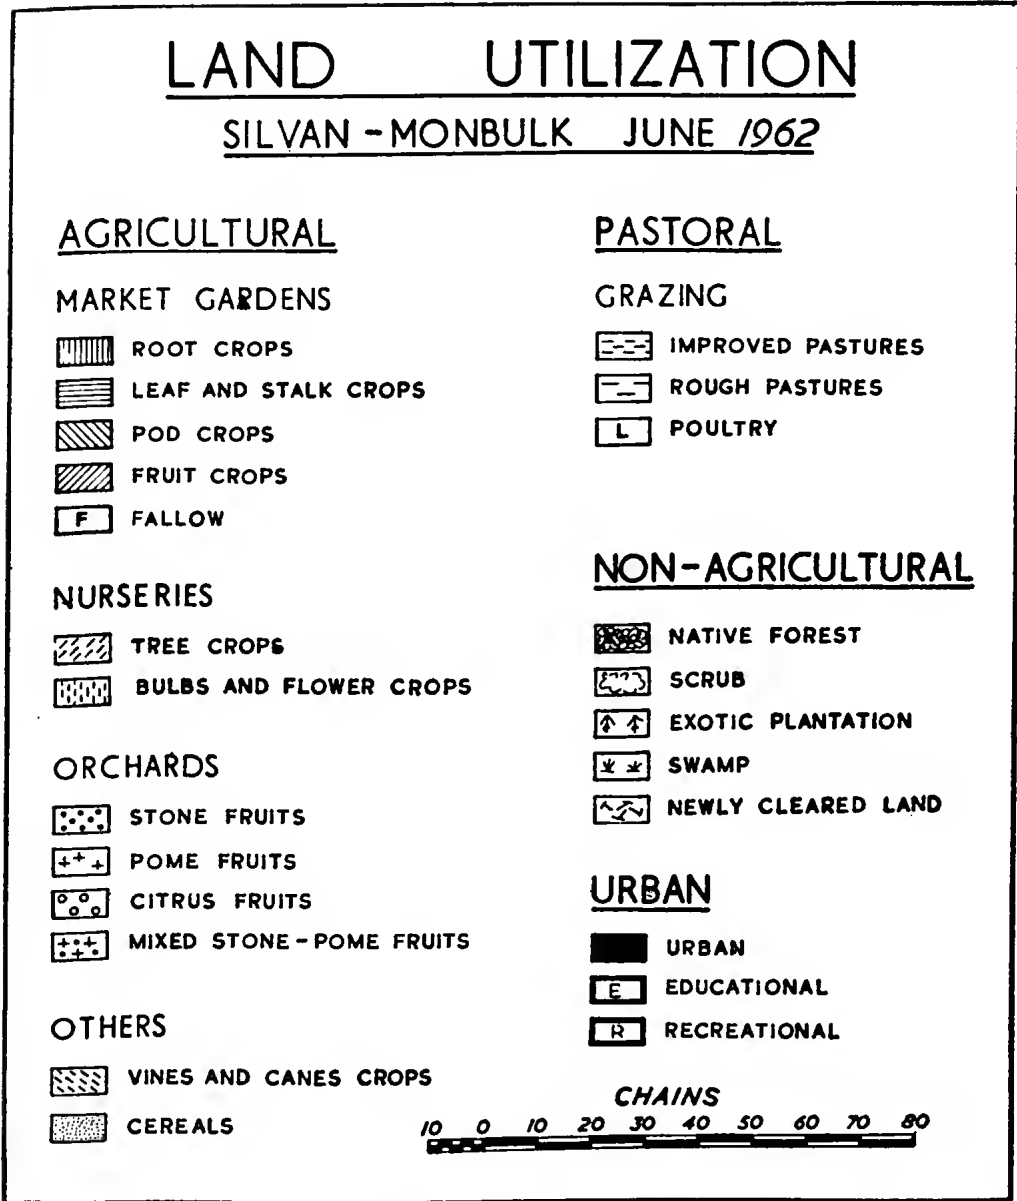 LAND UTILIZATION
SILVAN - MONBULK JUNE 1962
AGRICULTURAL
MARKET GARDENS
ROOT CROPS
LEAF AND STALK CROPS
POD CROPS
FRUIT CROPS
F FALLOW
NURSERIES
TREE CROPS
BULBS AND FLOWER CROPS
ORCHARDS
STONE FRUITS
POME FRUITS
CITRUS FRUITS
MIXED STONE-POME FRUITS
OTHERS
VINES AND CANES CROPS
CEREALS
PASTORAL
GRAZING
IMPROVED PASTURES
ROUGH PASTURES
L POULTRY
NON-AGRICULTURAL
NATIVE FOREST
SCRUB
EXOTIC PLANTATION
SWAMP
NEWLY CLEARED LAND
URBAN
URBAN
E EDUCATIONAL
R RECREATIONAL
CHAINS
10 0 10 20 30 40 50 60 70 80